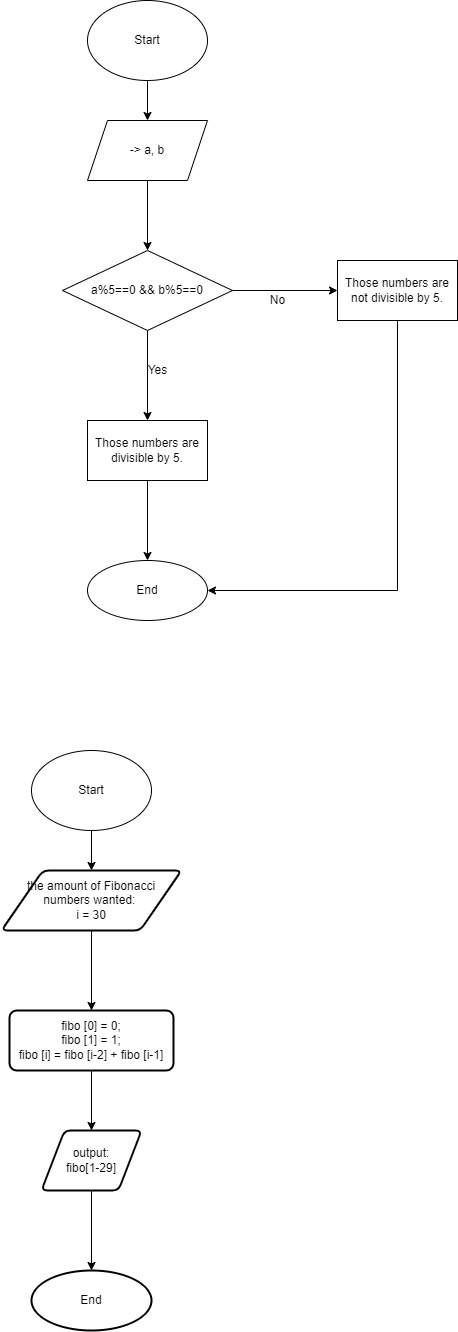 Start
-> a, b
a%5==0 && b%5==0
No
Those numbers are
not divisible by 5.
Yes
Those numbers are
divisible by 5.
End
Start
the amount of Fibonacci
numbers wanted:
i = 30
fibo [0] = 0;
fibo [1] = 1;
fibo [i] = fibo [i-2] + fibo [i-1]
output:
fibo[1-29]
End